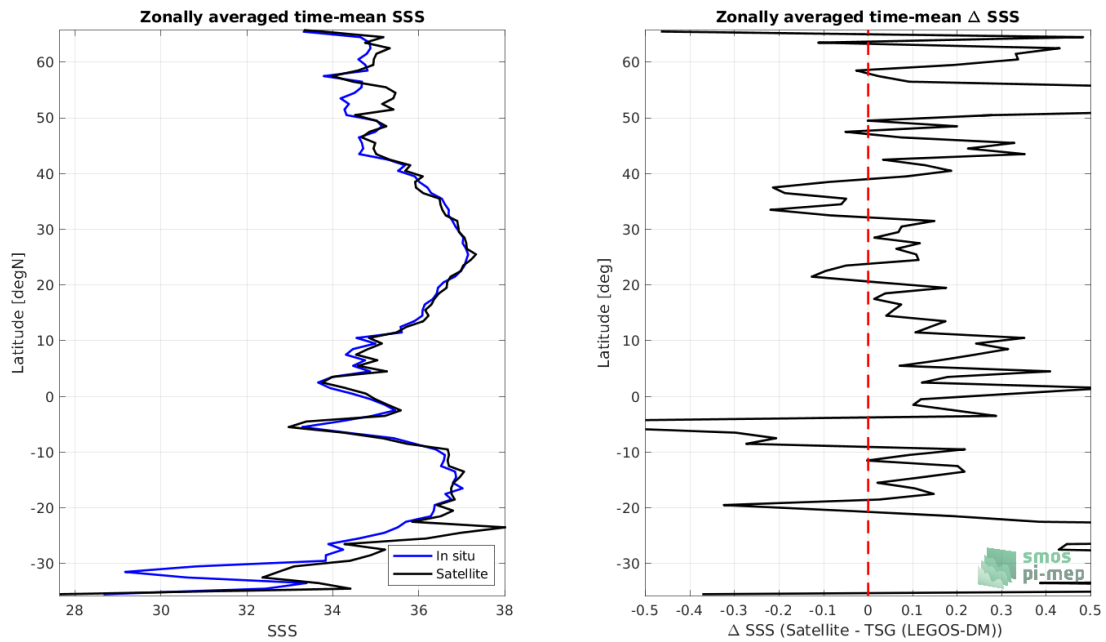 Zonally averaged time-mean SSS
60
50
40
30
20
10
0
-10
-20
-30
Latitude [degN]
28 30 32 34 36 38
SSS
In situ
Satellite
Zonally averaged time-mean Δ SSS
60
50
40
30
20
10
0
-10
-20
-30
Latitude [deg]
-0.5 -0.4 -0.3 -0.2 -0.1 0 0.1 0.2 0.3 0.4 0.5
Δ SSS (Satellite - TSG (LEGOS-DM))
smos
pi-mep